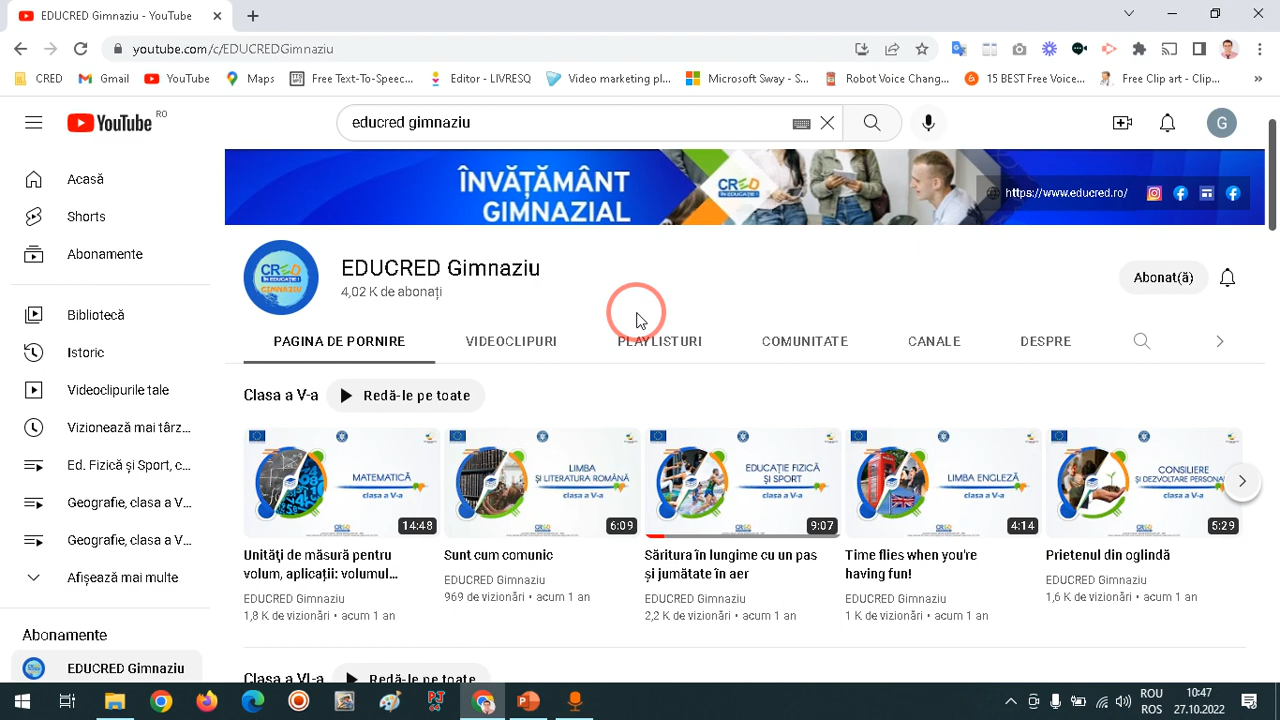 EDUCRED Gimnaziu - YouTube
youtube.com/c/EDUCREDGimnaziu
CRED
Gmail
YouTube
Maps
Free Text-To-Speec...
Editor - LIVRESQ
Video marketing pl...
Microsoft Sway - S...
Robot Voice Chang...
15 BEST Free Voice...
Free Clip art - Clip...
»
YouTube RO
educred gimnaziu
G
ÎNVĂȚĂMÂNT
GIMNAZIAL
CRED
https://www.educred.ro/
Acasă
Shorts
Abonamente
Bibliotecă
Istoric
Videoclipurile tale
Vizionează mai târz...
Ed. Fizică și Sport, c...
Geografie, clasa a V...
Geografie, clasa a V...
Afișează mai multe
Abonamente
EDUCRED Gimnaziu
CRED
ÎN EDUCAȚIE!
GIMNAZIU
EDUCRED Gimnaziu
4,02 K de abonați
Abonat(ă)
PAGINA DE PORNIRE
VIDEOCLIPURI
PLAYLISTURI
COMUNITATE
CANALE
DESPRE
Clasa a V-a
Redă-le pe toate
MATEMATICĂ
clasa a V-a
CRED
14:48
Unități de măsură pentru
volum, aplicații: volumul...
EDUCRED Gimnaziu
1,8 K de vizionări • acum 1 an
LIMBA
ȘI LITERATURA ROMÂNĂ
clasa a V-a
CRED
6:09
Sunt cum comunic
EDUCRED Gimnaziu
969 de vizionări • acum 1 an
EDUCAȚIE FIZICĂ
ȘI SPORT
clasa a V-a
CRED
9:07
Săritura în lungime cu un pas
și jumătate în aer
EDUCRED Gimnaziu
2,2 K de vizionări • acum 1 an
LIMBA ENGLEZĂ
clasa a V-a
CRED
4:14
Time flies when you're
having fun!
EDUCRED Gimnaziu
1 K de vizionări • acum 1 an
CONSILIERE
ȘI DEZVOLTARE PERSONA
clasa a V-a
CRED
5:29
Prietenul din oglindă
EDUCRED Gimnaziu
1,6 K de vizionări • acum 1 an
Clasa a VI-a
Redă-le pe toate
ROU
ROS
10:47
27.10.2022